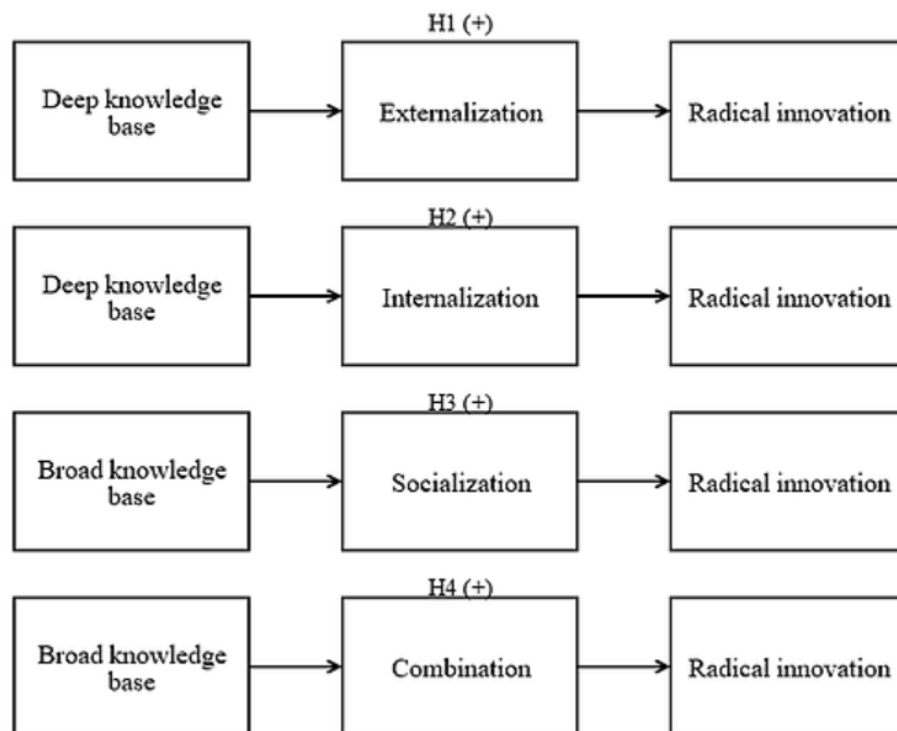 H1 (+)
Deep knowledge
base
Externalization
Radical innovation
H2 (+)
Deep knowledge
base
Internalization
Radical innovation
H3 (+)
Broad knowledge
base
Socialization
Radical innovation
H4 (+)
Broad knowledge
base
Combination
Radical innovation